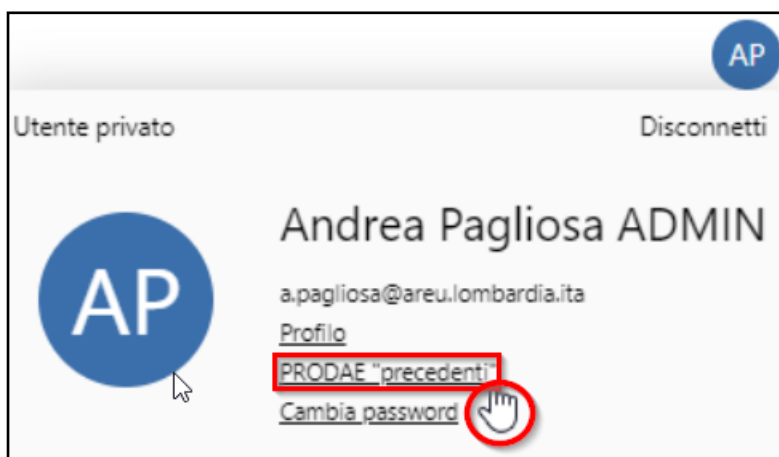 AP
Utente privato Disconnetti
AP
Andrea Pagliosa ADMIN
a.pagliosa@areu.lombardia.ita
Profilo
PRODAE "precedenti"
Cambia password